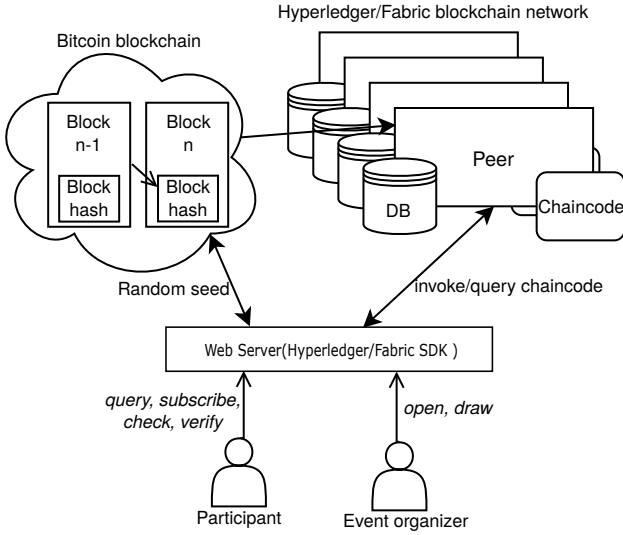 Hyperledger/Fabric blockchain network
Bitcoin blockchain
Block
n-1
Block
hash
Block
n
Block
hash
Peer
DB
Chaincode
Random seed
invoke/query chaincode
Web Server(Hyperledger/Fabric SDK )
query, subscribe,
check, verify
open, draw
Participant
Event organizer